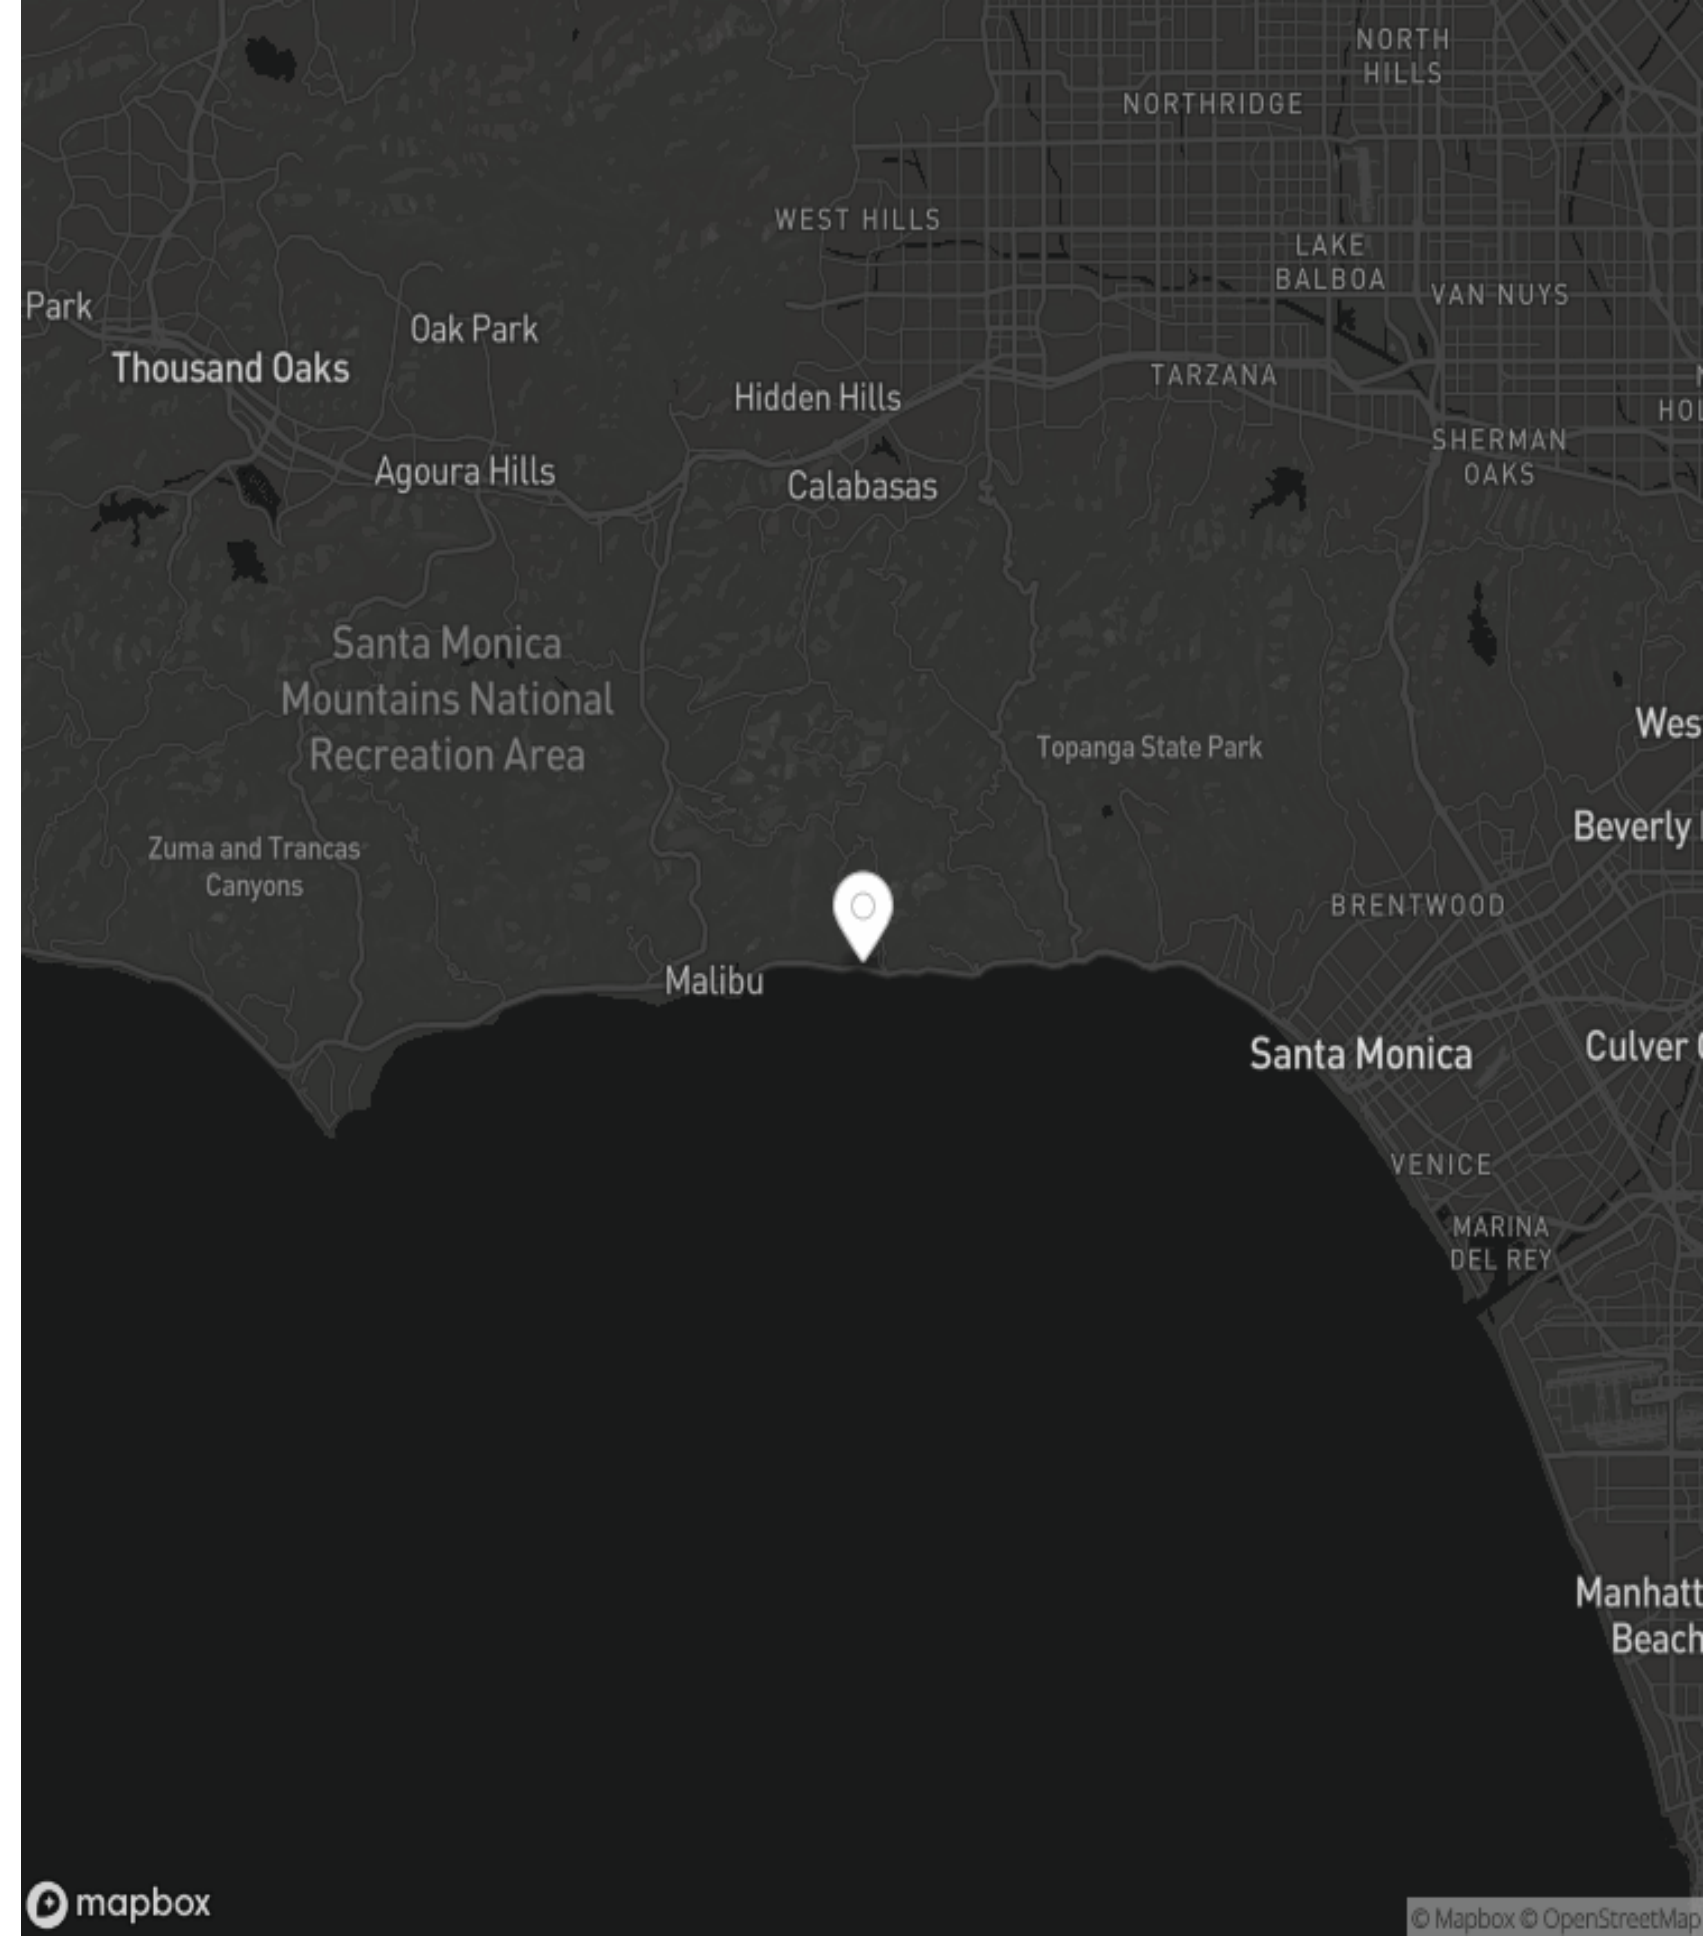 NORTH
HILLS
NORTHRIDGE
WEST HILLS
LAKE
BALBOA
VAN NUYS
Park
Oak Park
Thousand Oaks
TARZANA
Hidden Hills
HOL
SHERMAN
OAKS
Agoura Hills
Calabasas
Santa Monica
Mountains National
Recreation Area
Wes
Topanga State Park
Beverly
Zuma and Trancas
Canyons
BRENTWOOD
Malibu
Santa Monica
Culver
VENICE
MARINA
DEL REY
Manhatt
Beach
mapbox
© Mapbox © OpenStreetMap